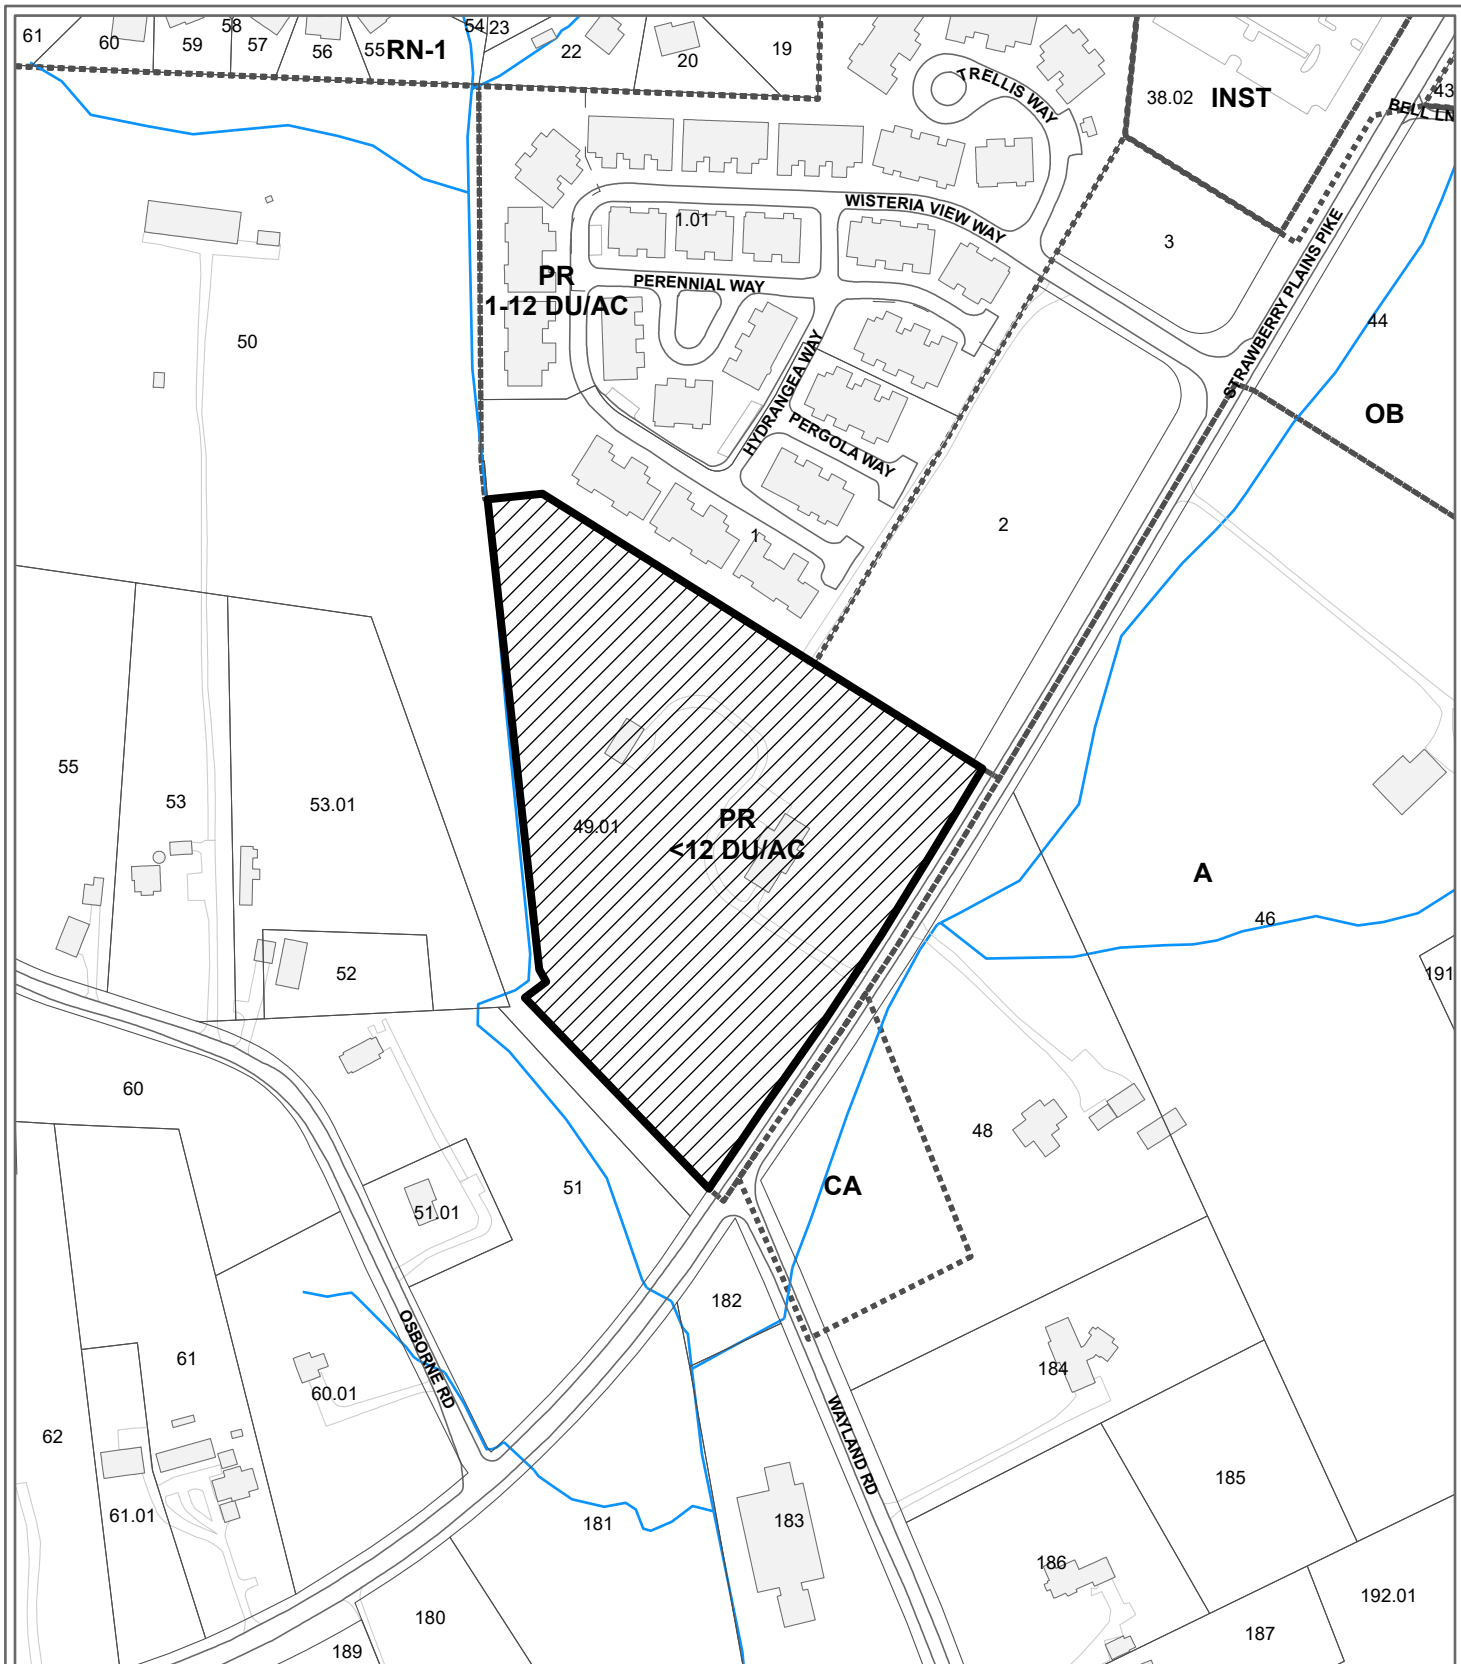 61
60
59
58
57
56
55
RN-1
54
23
22
20
19
TRELLIS WAY
38.02
INST
43
BELL LN
WISTERIA VIEW WAY
1.01
3
PR
1-12 DU/AC
PERENNIAL WAY
STRAWBERRY PLAINS PIKE
44
50
HYDRANGEA WAY
OB
PERGOLA WAY
1
2
55
53
53.01
49.01
PR
<12 DU/AC
A
46
52
191
60
48
51
CA
51.01
182
OSBORNE RD
61
60.01
184
WAYLAND RD
62
61.01
181
183
185
186
180
192.01
189
187